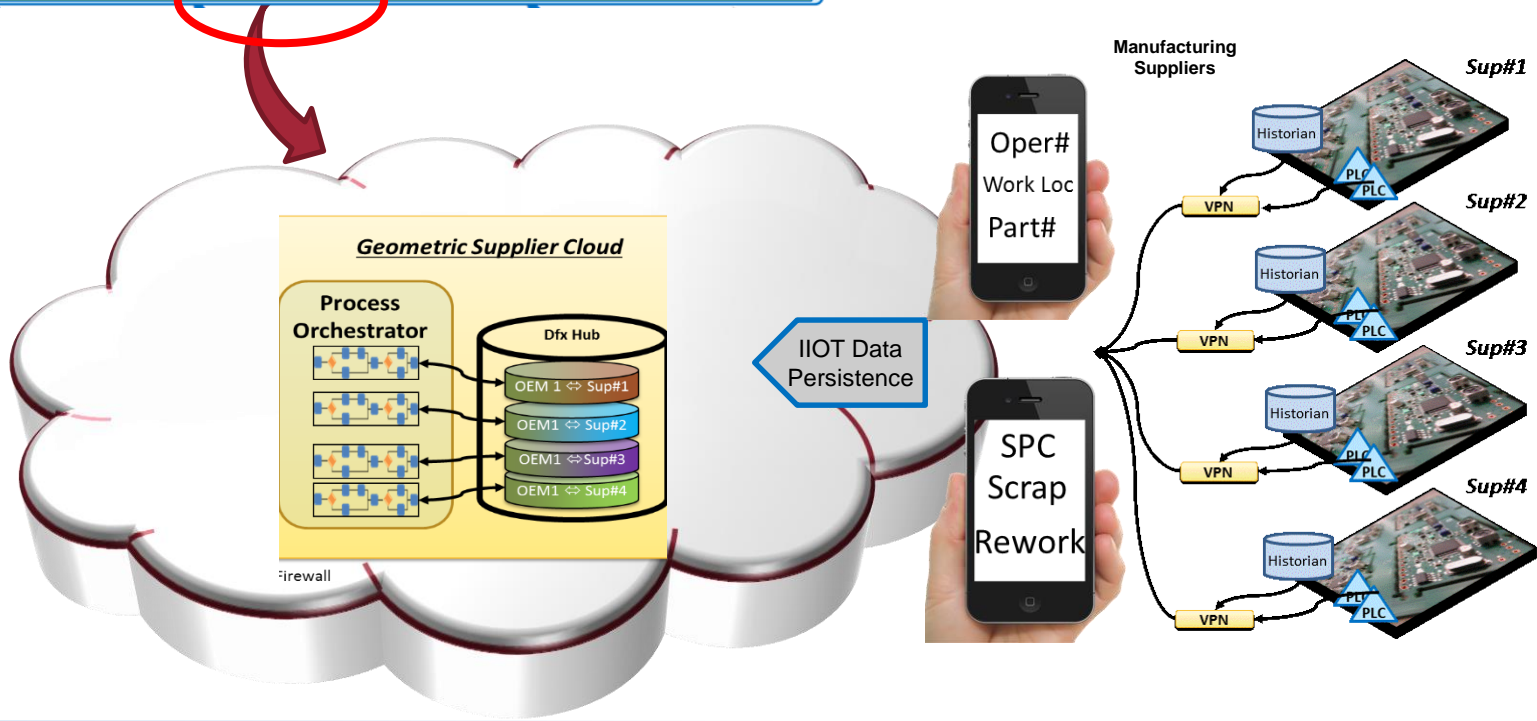 Geometric Supplier Cloud
Process
Orchestrator
Dfx Hub
OEM 1 ⇔ Sup#1
OEM1 ⇔ Sup#2
OEM1 ⇔Sup#3
OEM1 ⇔ Sup#4
Firewall
IIOT Data
Persistence
Oper#
Work Loc
Part#
SPC
Scrap
Rework
Manufacturing
Suppliers
Sup#1
Historian
PLC
PLC
VPN
Sup#2
Historian
PLC
PLC
VPN
Sup#3
Historian
PLC
PLC
VPN
Sup#4
Historian
PLC
PLC
VPN